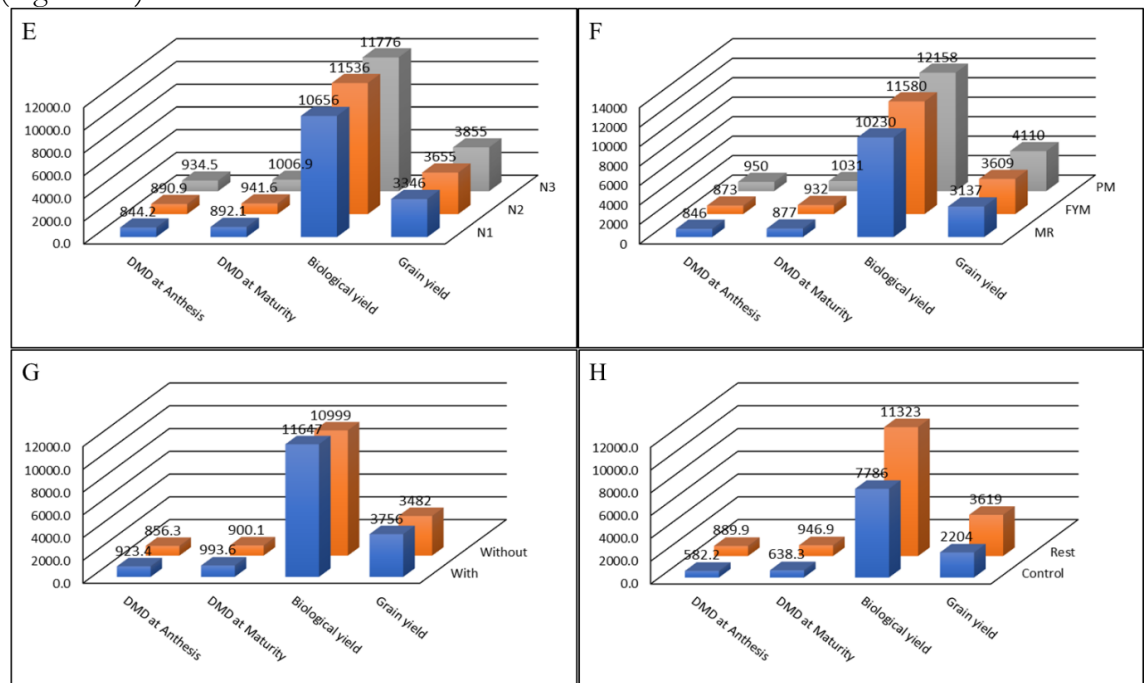 E
11776
11536
10656
12000.0
10000.0
8000.0
6000.0
4000.0
2000.0
0.0
934.5
1006.9
3855
890.9
941.6
3655
844.2
892.1
3346
N3
N2
N1
DMD at Anthesis
DMD at Maturity
Biological yield
Grain yield
F
12158
11580
10230
14000
12000
10000
8000
6000
4000
2000
0
950
1031
4110
873
932
3609
846
877
3137
PM
FYM
MR
DMD at Anthesis
DMD at Maturity
Biological yield
Grain yield
G
10999
11647
12000.0
10000.0
8000.0
6000.0
4000.0
2000.0
0.0
856.3
900.1
3482
923.4
993.6
3756
Without
With
DMD at Anthesis
DMD at Maturity
Biological yield
Grain yield
H
11323
7786
12000.0
10000.0
8000.0
6000.0
4000.0
2000.0
0.0
889.9
946.9
3619
582.2
638.3
2204
Rest
Control
DMD at Anthesis
DMD at Maturity
Biological yield
Grain yield